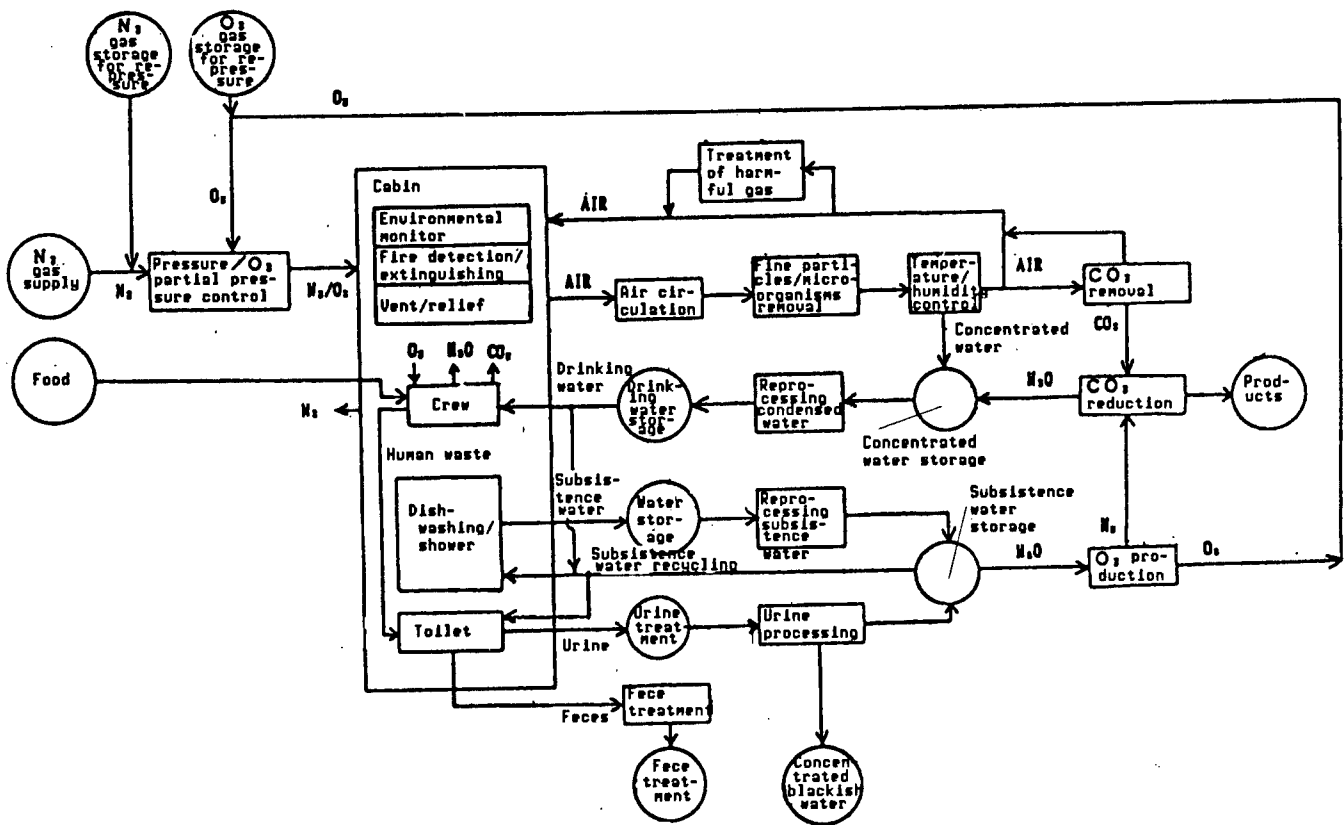 N₂
gas
storage
for re-
pres-
sure
O₂
gas
storage
for re-
pres-
sure
O₂
Treatment
of harm-
ful gas
Cabin
AIR
O₂
Environmental
monitor
N₂
gas
supply
Pressure/O₂
partial pres-
sure control
Fire detection/
extinguishing
Fine parti-
cles/micro-
organisms
removal
Temper-
ature/
humidity
control
AIR
CO₂
removal
N₂
N₂/O₂
AIR
Air cir-
culation
Vent/relief
CO₂
Concentrated
water
O₂
H₂O
CO₂
Drinking
water
Food
Drink-
ing
water
stor-
age
Repro-
cessing
condensed
water
H₂O
CO₂
reduction
Prod-
ucts
Crew
N₂
Concentrated
water storage
Human waste
Subsis-
tence
water
Dish-
washing/
shower
Water
stor-
age
Repro-
cessing
subsis-
tence
water
Subsistence
water
storage
H₂
Subsistence
water recycling
H₂O
O₂
O₂ pro-
duction
Toilet
Urine
treat-
ment
Urine
processing
Urine
Fece
treatment
Feces
Fece
treat-
ment
Concen-
trated
blackish
water